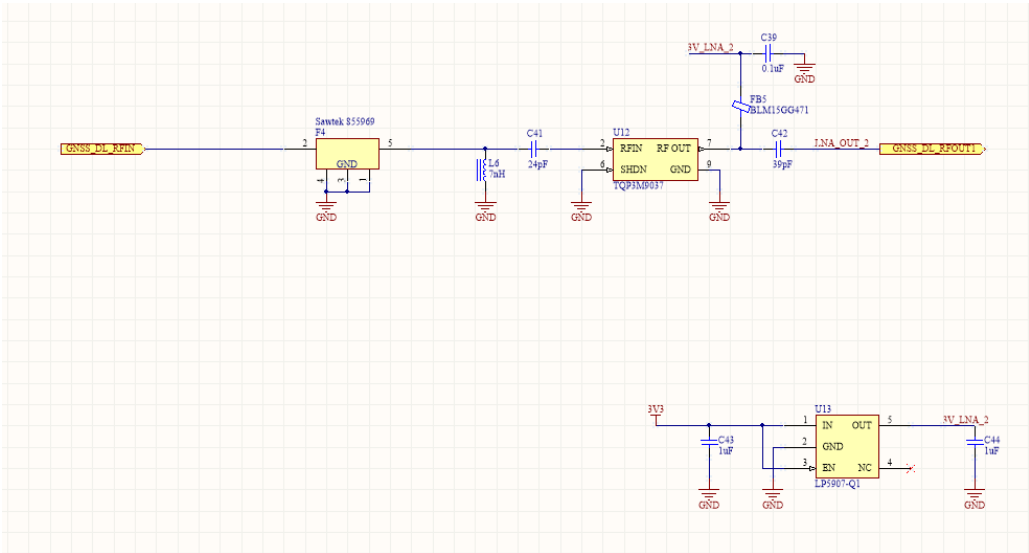 3V_LNA_2
C39
0.1uF
GND
FB5
BLM15GG471
Sawtek 855969
F4
GNSS_DL_RFIN
2
5
GND
4
3
1
GND
L6
7nH
GND
C41
24pF
U12
2
RFIN
RF OUT
7
6
SHDN
GND
9
TQP3M9037
GND
GND
C42
39pF
LNA_OUT_2
GNSS_DL_RFOUT1
3V3
C43
1uF
GND
U13
1
IN
OUT
5
2
GND
3
EN
NC
4
LP5907-Q1
GND
3V_LNA_2
C44
1uF
GND